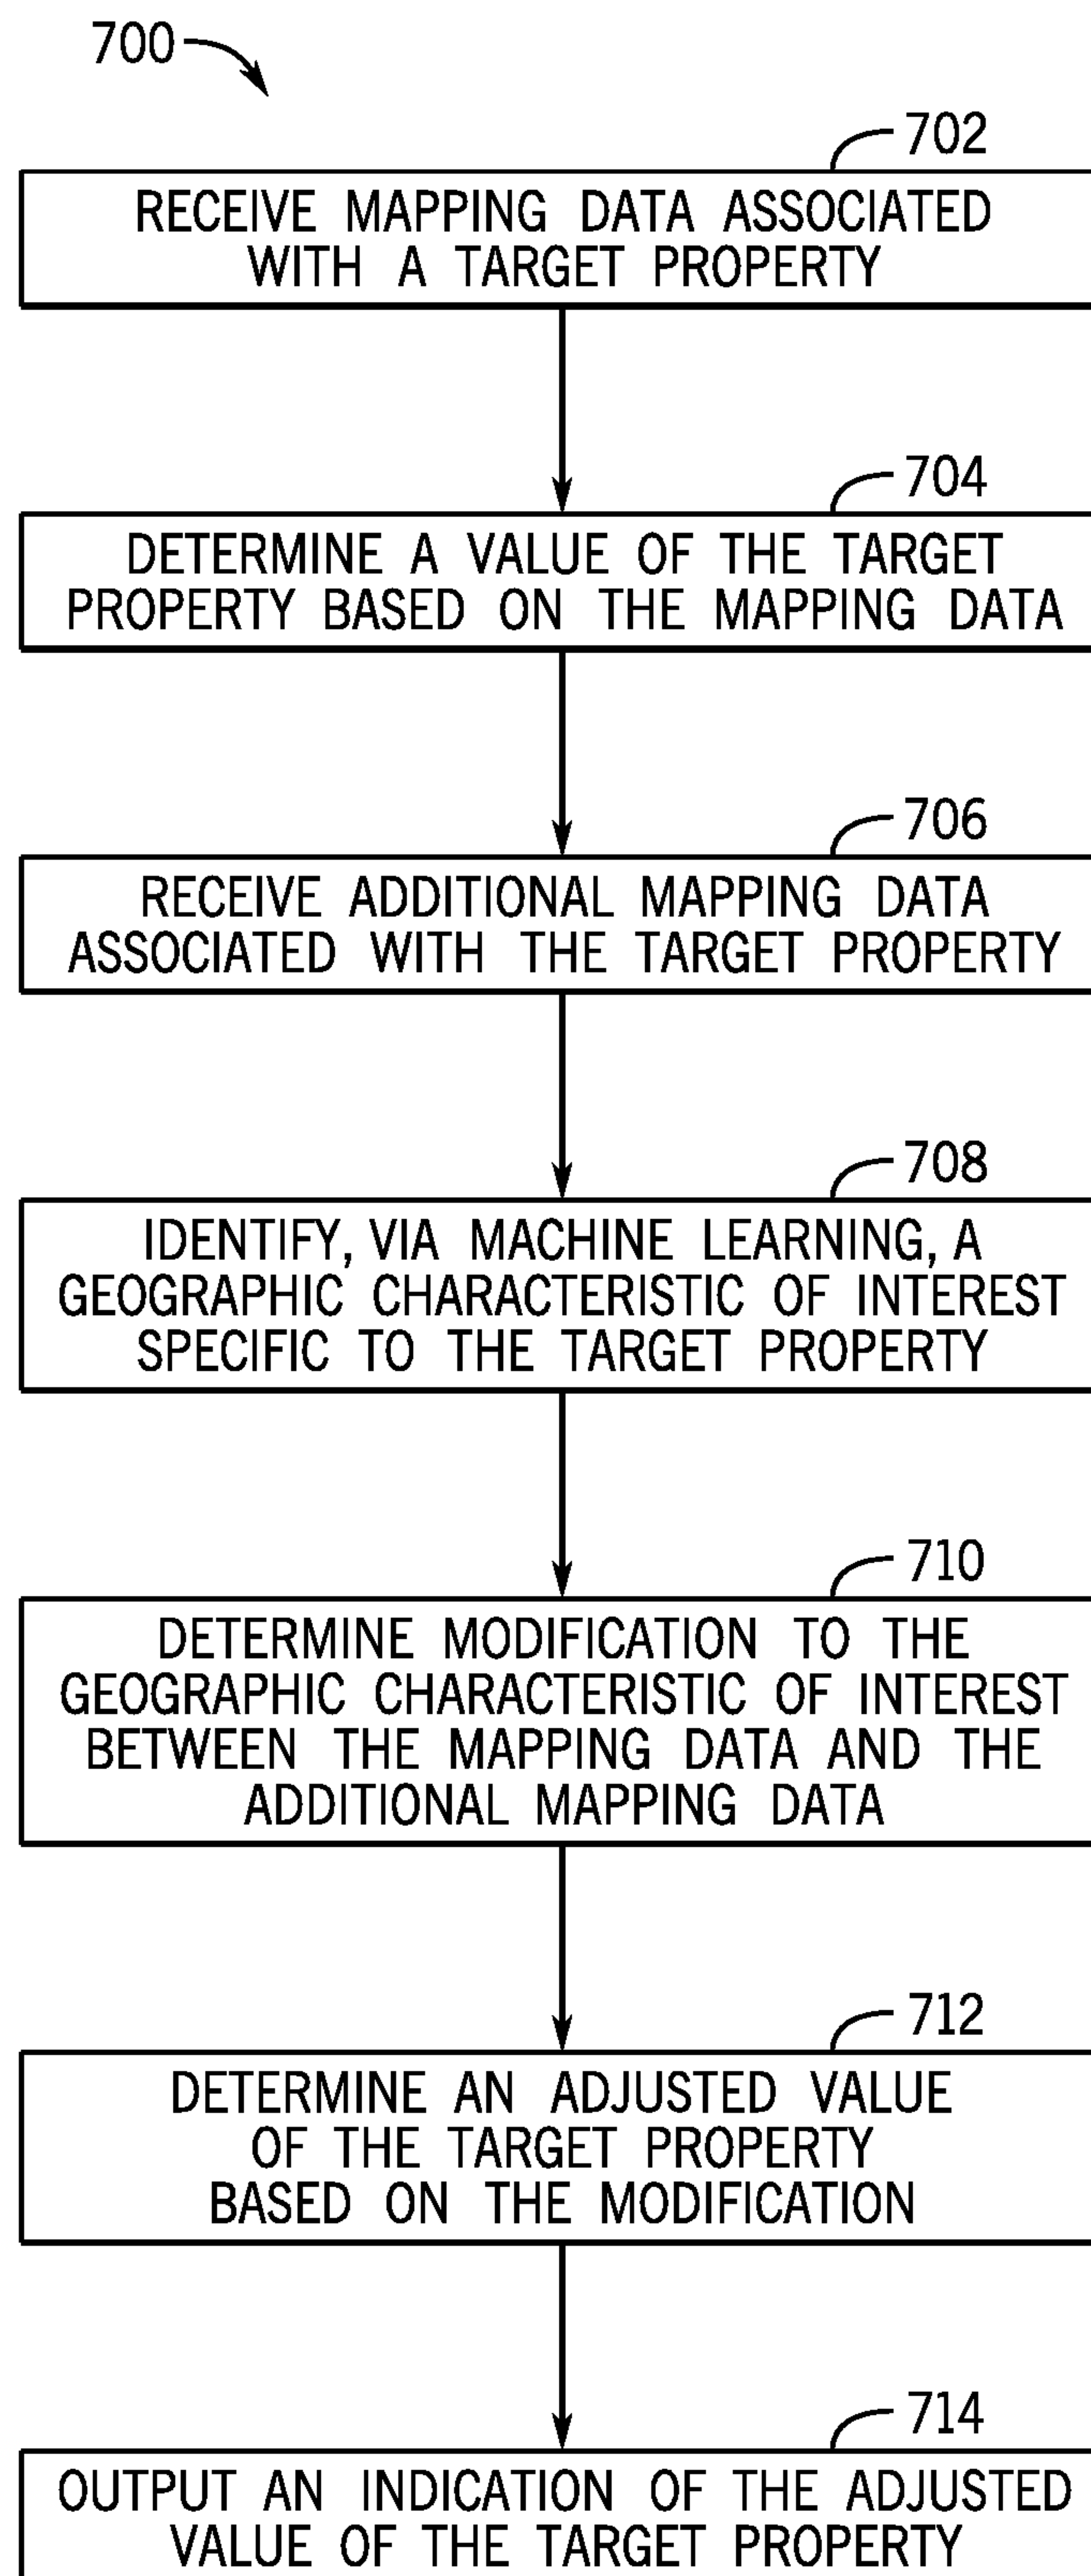 700
702
RECEIVE MAPPING DATA ASSOCIATED
WITH A TARGET PROPERTY
704
DETERMINE A VALUE OF THE TARGET
PROPERTY BASED ON THE MAPPING DATA
706
RECEIVE ADDITIONAL MAPPING DATA
ASSOCIATED WITH THE TARGET PROPERTY
708
IDENTIFY, VIA MACHINE LEARNING, A
GEOGRAPHIC CHARACTERISTIC OF INTEREST
SPECIFIC TO THE TARGET PROPERTY
710
DETERMINE MODIFICATION TO THE
GEOGRAPHIC CHARACTERISTIC OF INTEREST
BETWEEN THE MAPPING DATA AND THE
ADDITIONAL MAPPING DATA
712
DETERMINE AN ADJUSTED VALUE
OF THE TARGET PROPERTY
BASED ON THE MODIFICATION
714
OUTPUT AN INDICATION OF THE ADJUSTED
VALUE OF THE TARGET PROPERTY